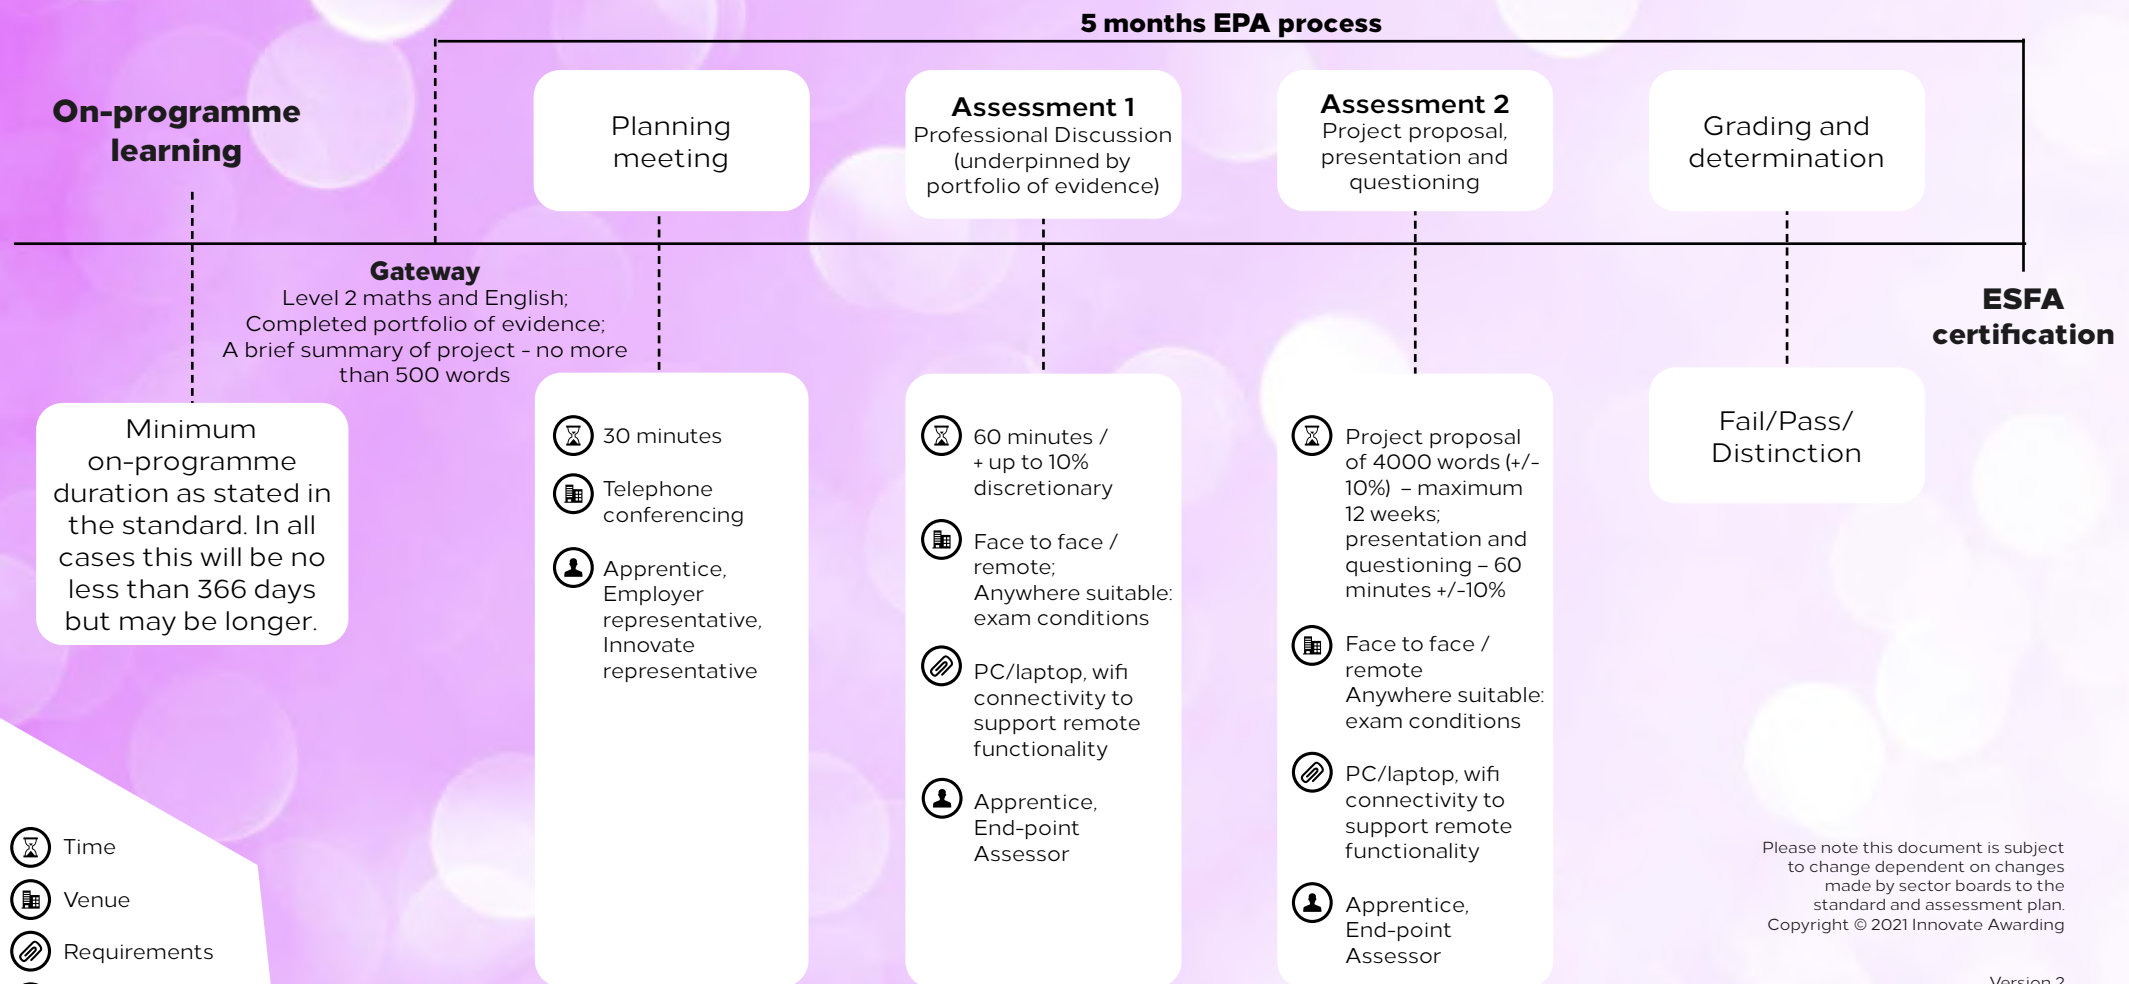 5 months EPA process
On-programme
learning
Planning
meeting
Assessment 1
Professional Discussion
(underpinned by
portfolio of evidence)
Assessment 2
Project proposal,
presentation and
questioning
Grading and
determination
Gateway
Level 2 maths and English;
Completed portfolio of evidence;
A brief summary of project - no more
than 500 words
ESFA
certification
Minimum
on-programme
duration as stated in
the standard. In all
cases this will be no
less than 366 days
but may be longer.
30 minutes
Telephone
conferencing
Apprentice,
Employer
representative,
Innovate
representative
60 minutes /
+ up to 10%
discretionary
Face to face /
remote;
Anywhere suitable:
exam conditions
PC/laptop, wifi
connectivity to
support remote
functionality
Apprentice,
End-point
Assessor
Project proposal
of 4000 words (+/-
10%) – maximum
12 weeks;
presentation and
questioning – 60
minutes +/-10%
Face to face /
remote
Anywhere suitable:
exam conditions
PC/laptop, wifi
connectivity to
support remote
functionality
Apprentice,
End-point
Assessor
Fail/Pass/
Distinction
Time
Venue
Requirements
Please note this document is subject
to change dependent on changes
made by sector boards to the
standard and assessment plan.
Copyright © 2021 Innovate Awarding
Version 2